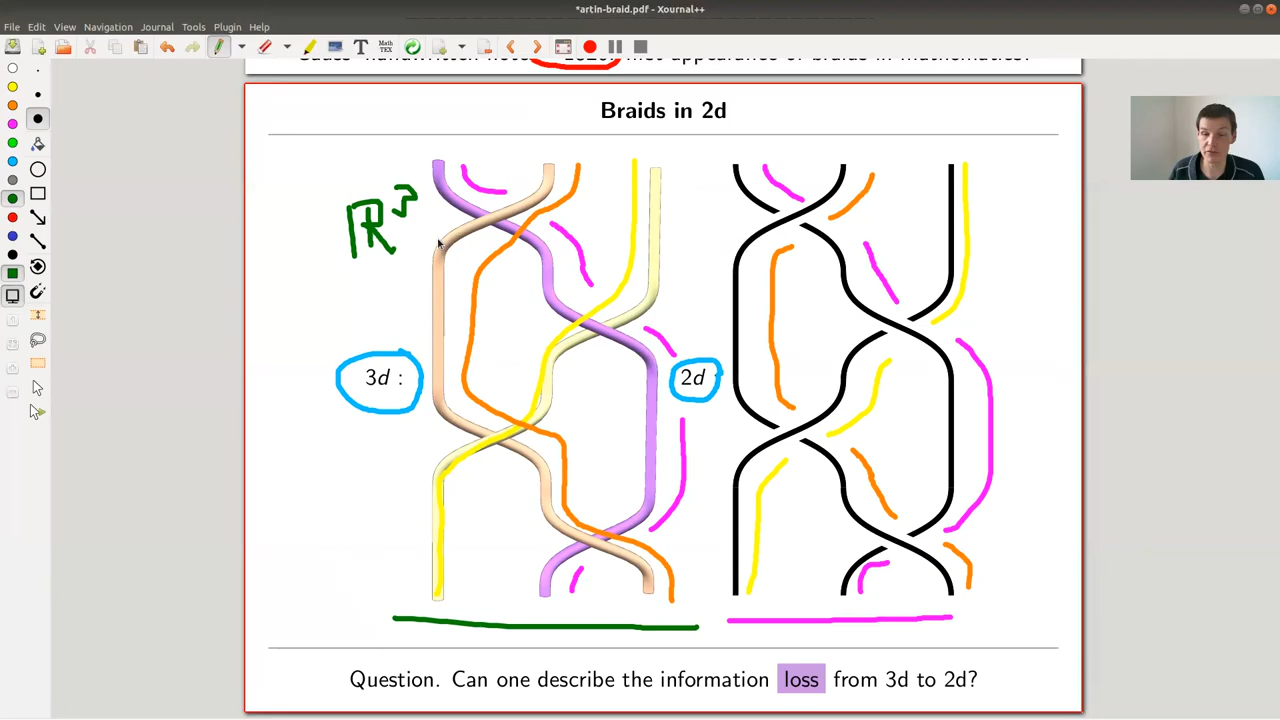 *artin-braid.pdf - Xournal++
File Edit View Navigation Journal Tools Plugin Help
Braids in 2d
ℝ³
3d :
2d :
Question. Can one describe the information loss from 3d to 2d?